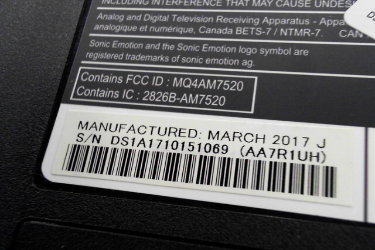 INCLUDING INTERFERENCE THAT MAY CAUSE UNDES
Analog and Digital Television Receiving Apparatus - Appa
analogique et numérique, Canada BETS-7 / NTMR-7. CAN
Sonic Emotion and the Sonic Emotion logo symbol are
registered trademarks of sonic emotion ag.
Contains FCC ID : MQ4AM7520
Contains IC : 2826B-AM7520
MANUFACTURED: MARCH 2017 J
S/N DS1A1710151069 (AA7R1UH)